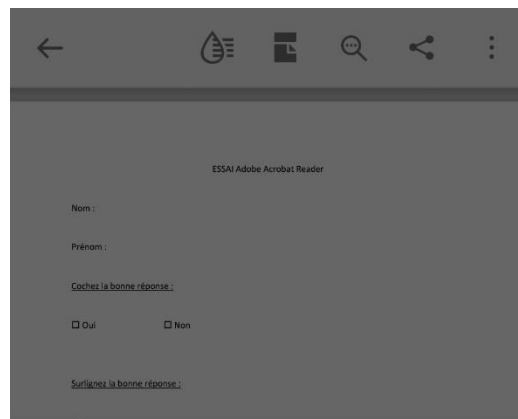 ESSAI Adobe Acrobat Reader
Nom :
Prénom :
Cochez la bonne réponse :
☐ Oui ☐ Non
Surlignez la bonne réponse :